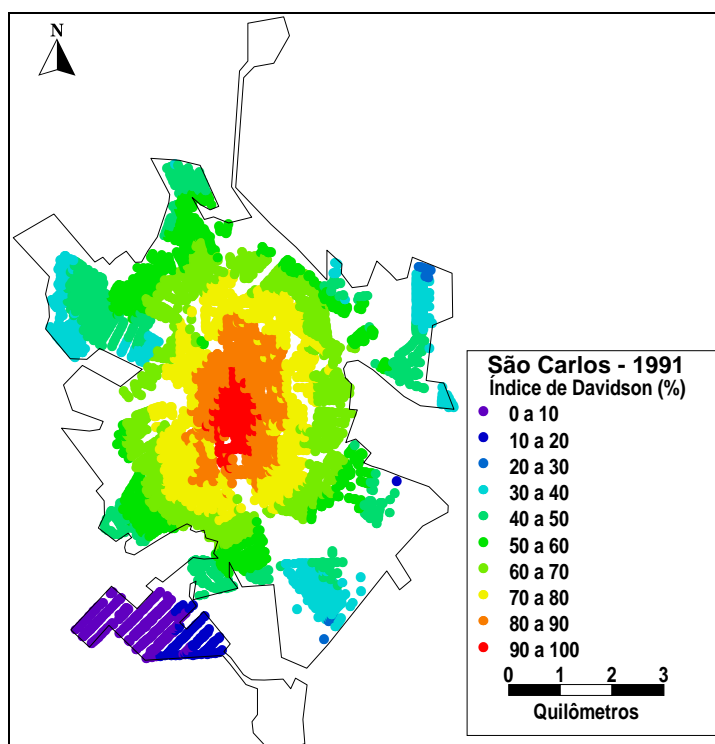 N
São Carlos - 1991
Índice de Davidson (%)
0 a 10
10 a 20
20 a 30
30 a 40
40 a 50
50 a 60
60 a 70
70 a 80
80 a 90
90 a 100
0 1 2 3
Quilômetros